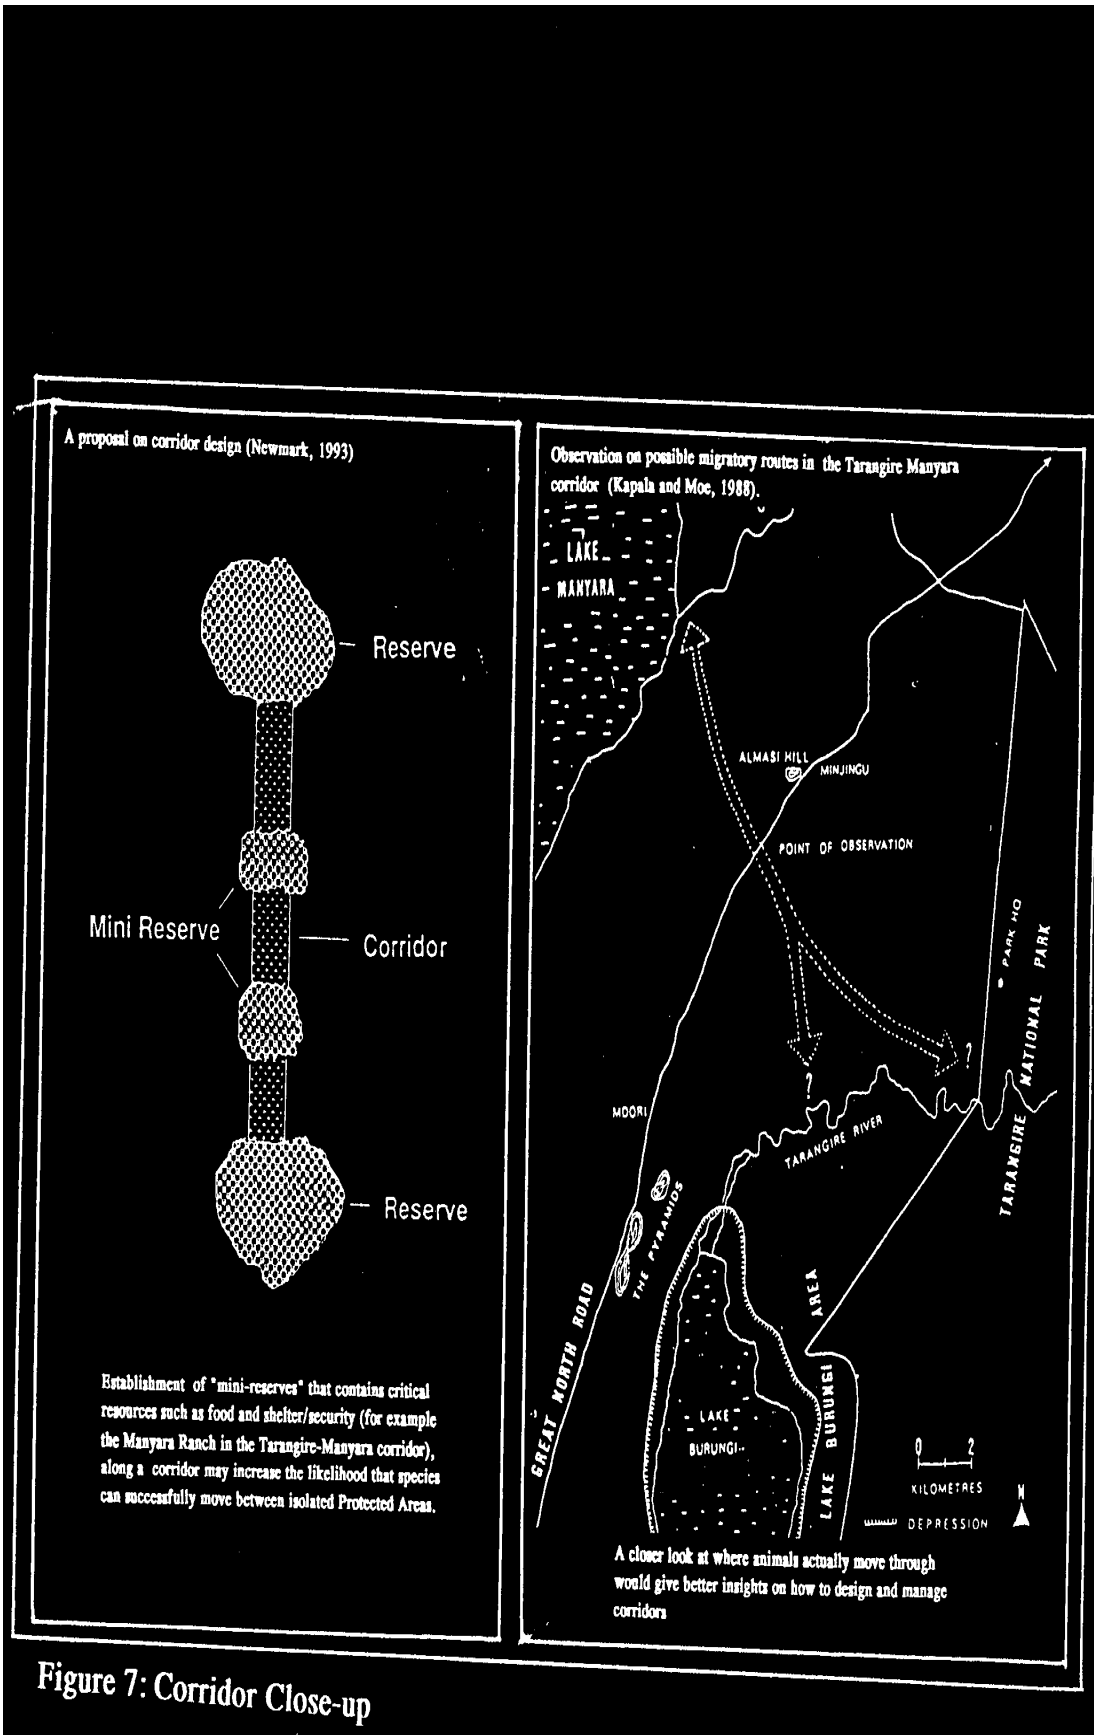 A proposal on corridor design (Newmark, 1993)
Reserve
Mini Reserve
Corridor
Reserve
Establishment of "mini-reserves" that contains critical
resources such as food and shelter/security (for example
the Manyara Ranch in the Tarangire-Manyara corridor),
along a corridor may increase the likelihood that species
can successfully move between isolated Protected Areas.
Observation on possible migratory routes in the Tarangire Manyara
corridor (Kapala and Moe, 1988).
LAKE
MANYARA
ALMASI HILL
MINJINGU
POINT OF OBSERVATION
PARK HQ
TARANGIRE NATIONAL PARK
?
?
MDORI
TARANGIRE RIVER
THE PYRAMIDS
GREAT NORTH ROAD
LAKE
BURUNGI
LAKE BURUNGI AREA
0 2
KILOMETRES
N
DEPRESSION
A closer look at where animals actually move through
would give better insights on how to design and manage
corridors
Figure 7: Corridor Close-up